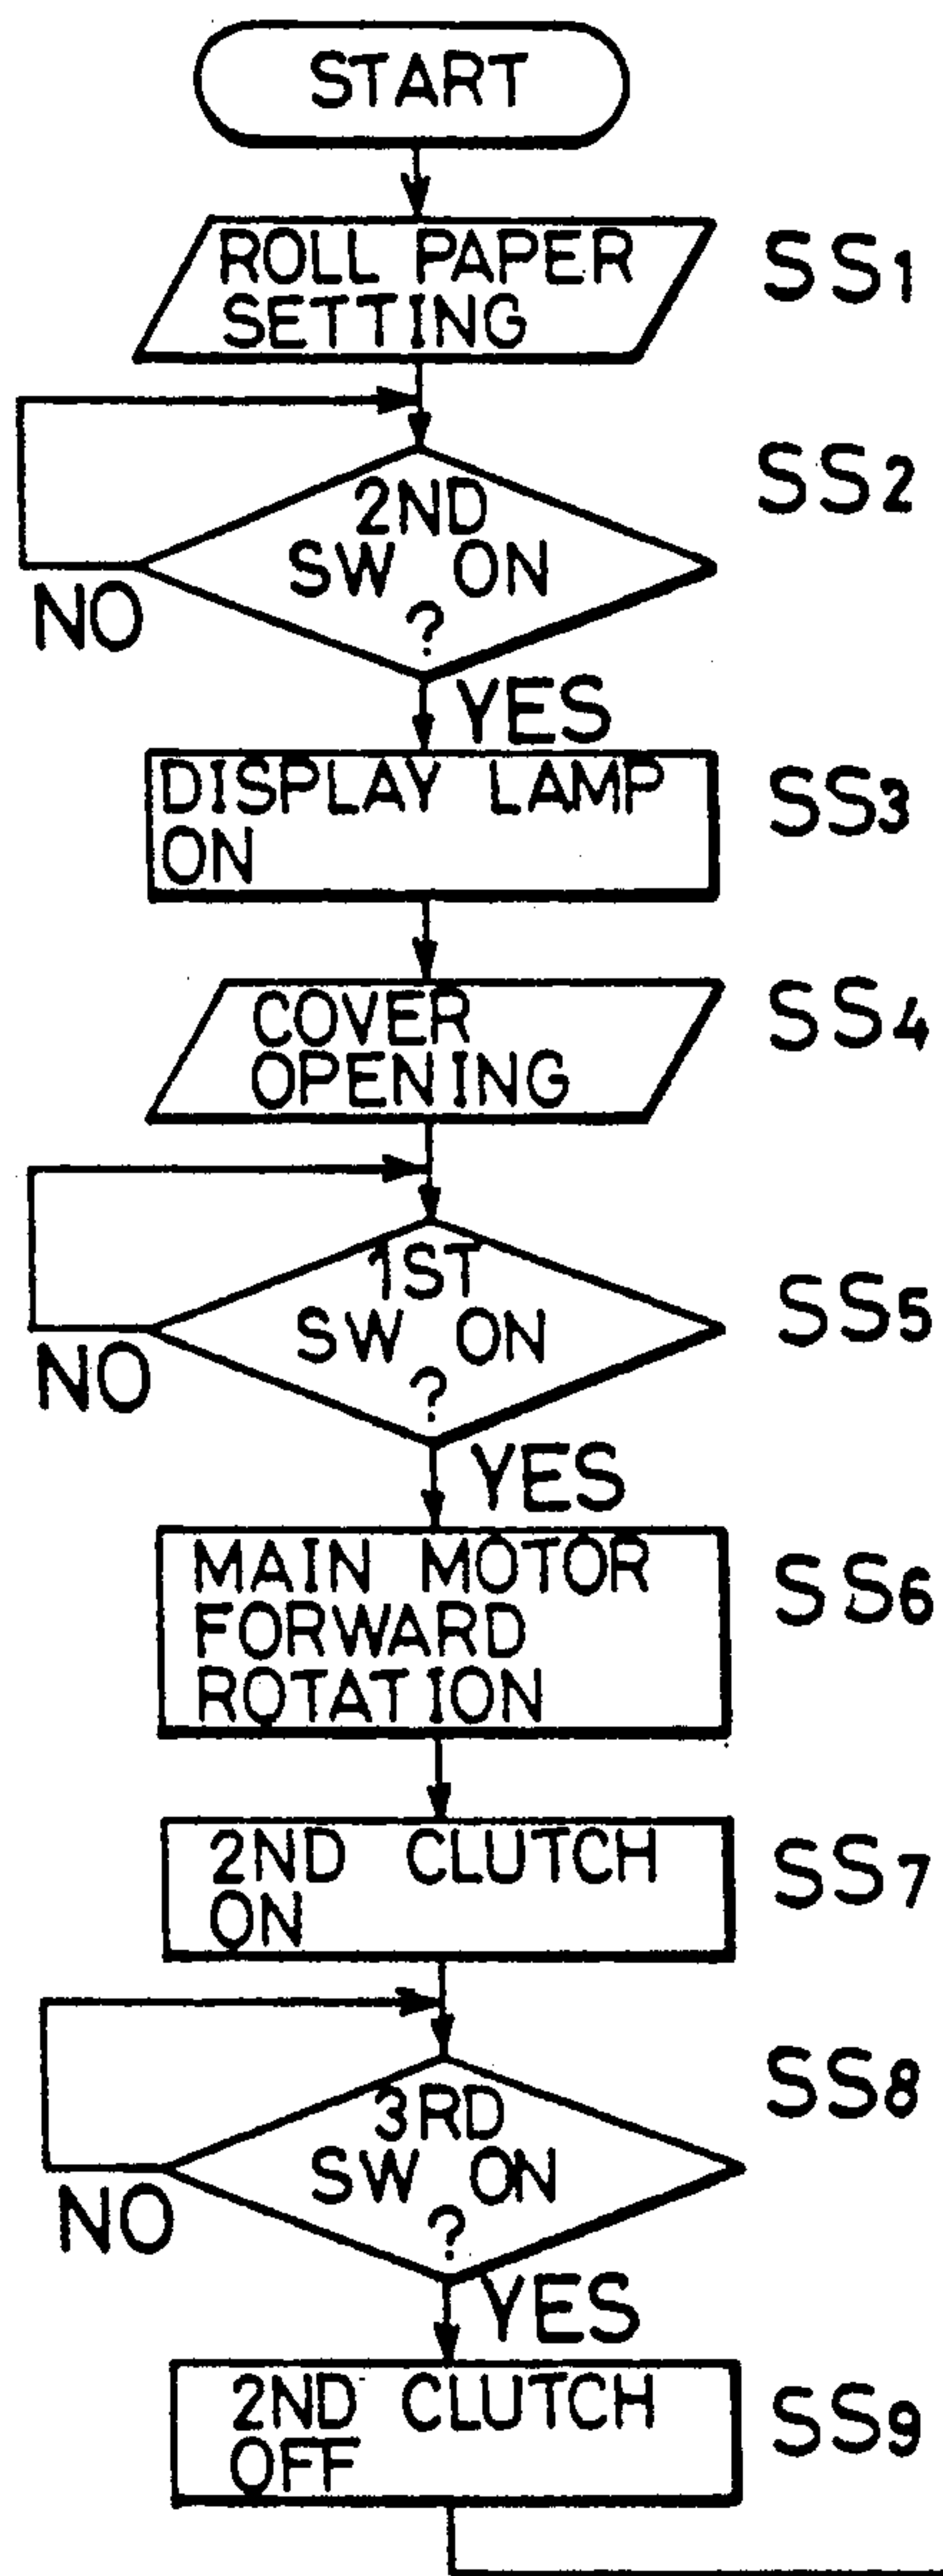 START
ROLL PAPER
SETTING
SS1
SS2
2ND
SW ON
?
NO
YES
DISPLAY LAMP
ON
SS3
COVER
OPENING
SS4
1ST
SW ON
?
SS5
NO
YES
MAIN MOTOR
FORWARD
ROTATION
SS6
2ND CLUTCH
ON
SS7
3RD
SW ON
?
SS8
NO
YES
2ND CLUTCH
OFF
SS9